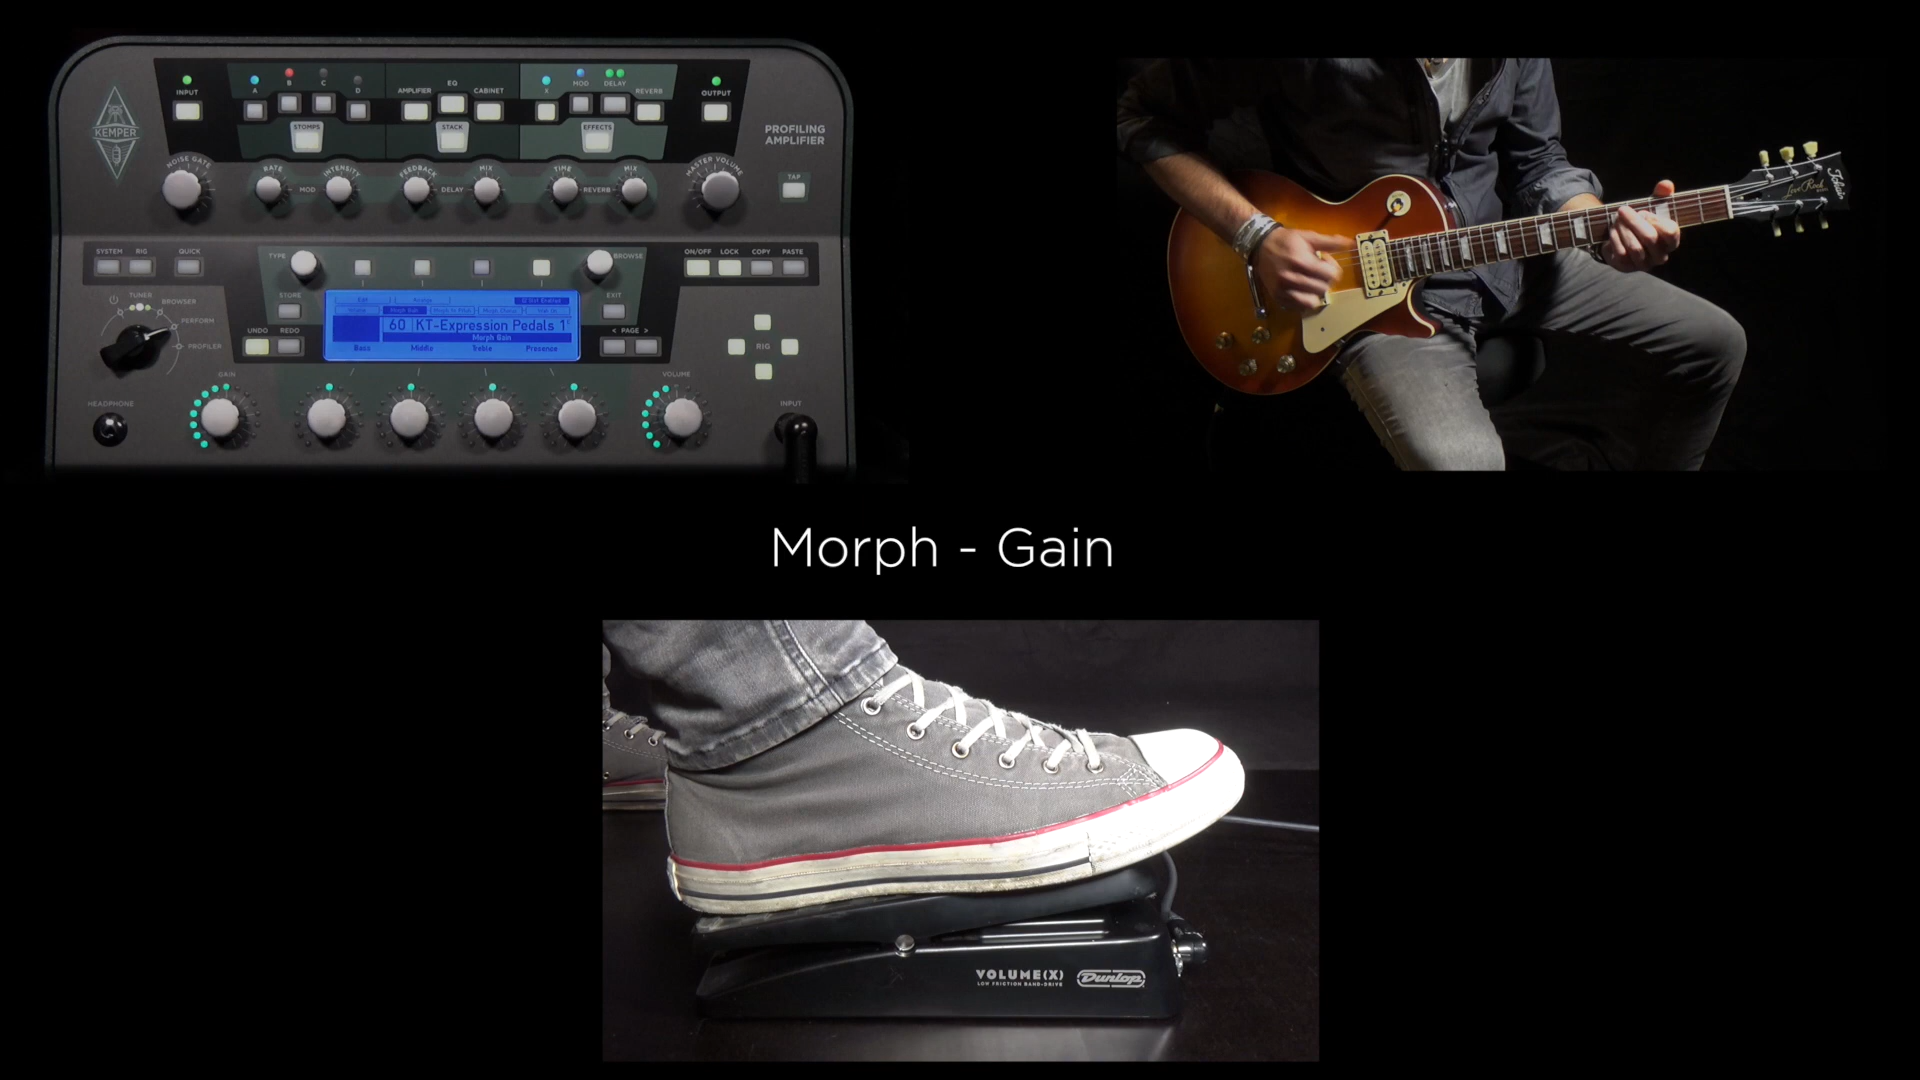 INPUT
A
B
C
D
AMPLIFIER
EQ
CABINET
X
MOD
DELAY
REVERB
OUTPUT
KEMPER
STOMPS
STACK
EFFECTS
PROFILING
AMPLIFIER
NOISE GATE
RATE
INTENSITY
FEEDBACK
MIX
TIME
MIX
MASTER VOLUME
MOD
DELAY
REVERB
TAP
SYSTEM
RIG
QUICK
TYPE
BROWSE
ON/OFF
LOCK
COPY
PASTE
STORE
EXIT
TUNER
BROWSER
PERFORM
PROFILER
UNDO
REDO
60 KT-Expression Pedals 1
Morph Gain
Bass
Middle
Treble
Presence
< PAGE >
RIG
GAIN
VOLUME
HEADPHONE
INPUT
Love Rock
Tokai
Morph - Gain
VOLUME(X)
LOW FRICTION BAND-DRIVE
Dunlop